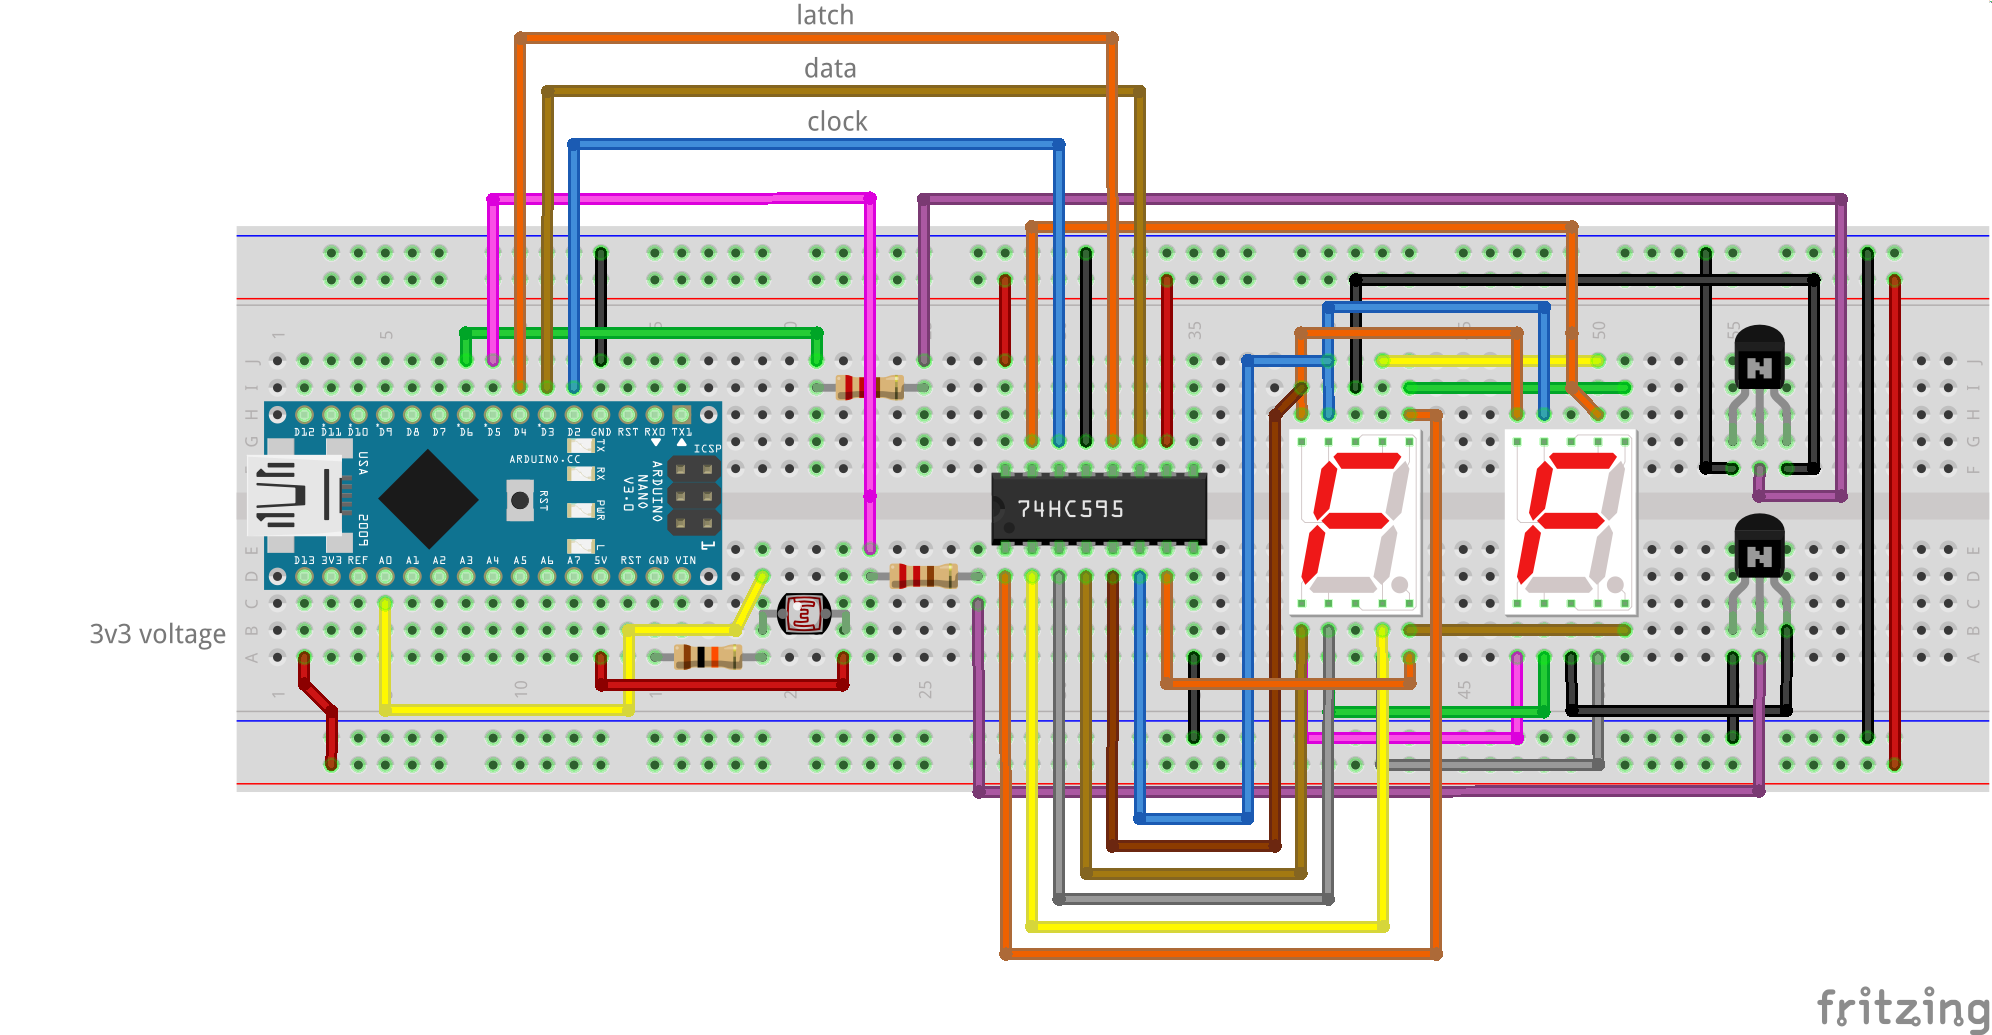 latch
data
clock
1
5
35
50
55
J
J
I
I
H
H
G
G
F
F
D12 D11 D10 D9 D8 D7 D6 D5 D4 D3 D2 GND RST RX0 TX1
ICSP
USA
ARDUINO.CC
TX
RX
RST
PWR
L
ARDUINO
NANO
V3.0
2009
1
D13 3V3 REF A0 A1 A2 A3 A4 A5 A6 A7 5V RST GND VIN
74HC595
N
N
E
E
D
D
C
C
B
B
A
A
3v3 voltage
1
10
25
45
fritzing